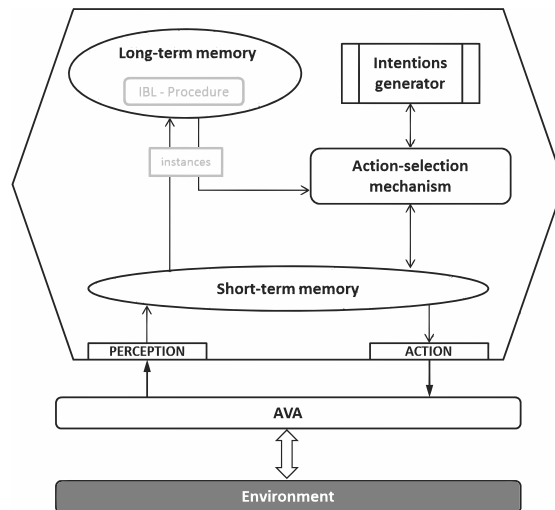 Long-term memory
IBL - Procedure
Intentions
generator
instances
Action-selection
mechanism
Short-term memory
PERCEPTION
ACTION
AVA
Environment